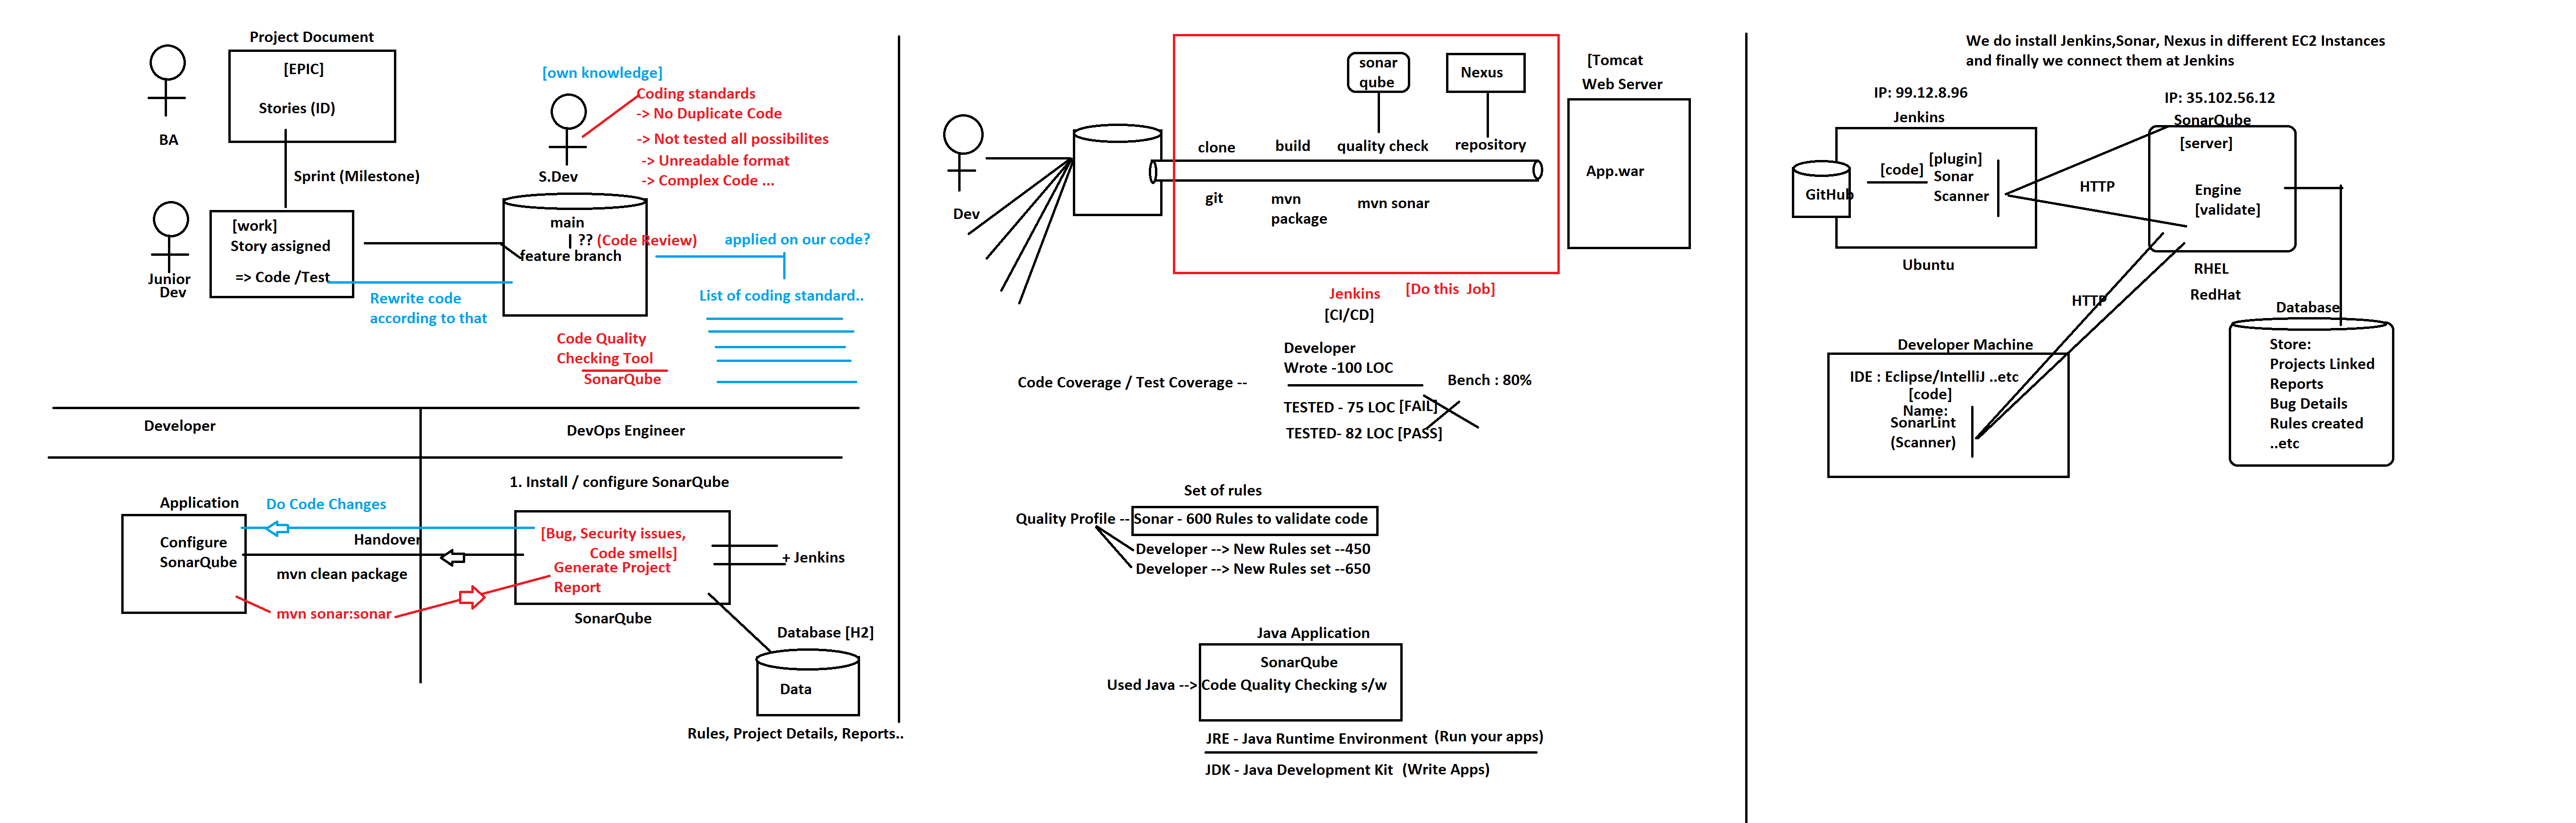 Project Document
[EPIC]
Stories (ID)
BA
Sprint (Milestone)
[work]
Story assigned
=> Code /Test
Junior
Dev
Rewrite code
according to that
[own knowledge]
S.Dev
Coding standards
-> No Duplicate Code
-> Not tested all possibilites
-> Unreadable format
-> Complex Code ...
main
?? (Code Review)
feature branch
applied on our code?
List of coding standard..
Code Quality
Checking Tool
SonarQube
Developer
DevOps Engineer
1. Install / configure SonarQube
Application
Configure
SonarQube
Do Code Changes
Handover
mvn clean package
mvn sonar:sonar
[Bug, Security issues,
Code smells]
Generate Project
Report
SonarQube
+ Jenkins
Database [H2]
Data
Rules, Project Details, Reports..
Dev
sonar
qube
Nexus
clone
build
quality check
repository
git
mvn
package
mvn sonar
[Tomcat
Web Server
App.war
Jenkins
[Do this Job]
[CI/CD]
Code Coverage / Test Coverage --
Developer
Wrote -100 LOC
TESTED - 75 LOC [FAIL]
TESTED- 82 LOC [PASS]
Bench : 80%
Set of rules
Quality Profile -- Sonar - 600 Rules to validate code
Developer --> New Rules set --450
Developer --> New Rules set --650
Java Application
SonarQube
Used Java --> Code Quality Checking s/w
JRE - Java Runtime Environment (Run your apps)
JDK - Java Development Kit (Write Apps)
We do install Jenkins,Sonar, Nexus in different EC2 Instances
and finally we connect them at Jenkins
IP: 99.12.8.96
Jenkins
GitHub
[code]
[plugin]
Sonar
Scanner
Ubuntu
HTTP
IP: 35.102.56.12
SonarQube
[server]
Engine
[validate]
RHEL
RedHat
HTTP
Developer Machine
IDE : Eclipse/IntelliJ ..etc
[code]
Name:
SonarLint
(Scanner)
Database
Store:
Projects Linked
Reports
Bug Details
Rules created
..etc